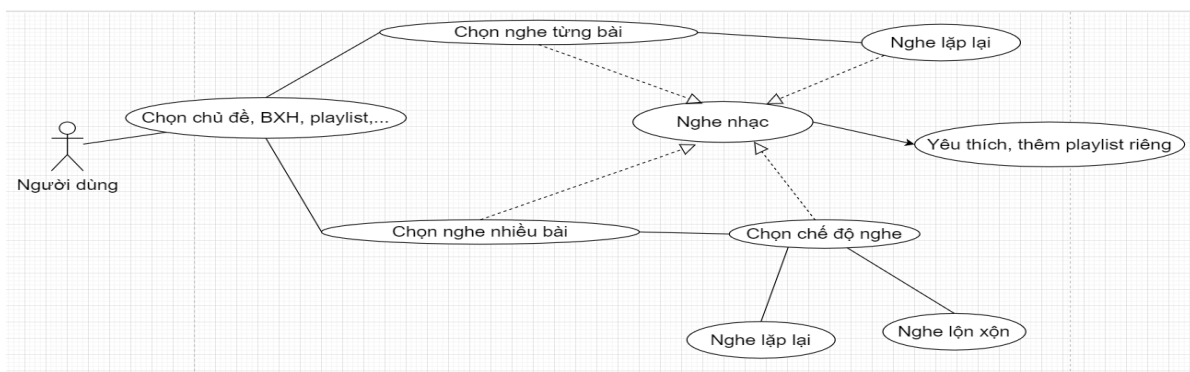 Chọn nghe từng bài
Nghe lặp lại
Chọn chủ đề, BXH, playlist,...
Nghe nhạc
Yêu thích, thêm playlist riêng
Người dùng
Chọn nghe nhiều bài
Chọn chế độ nghe
Nghe lặp lại
Nghe lộn xộn